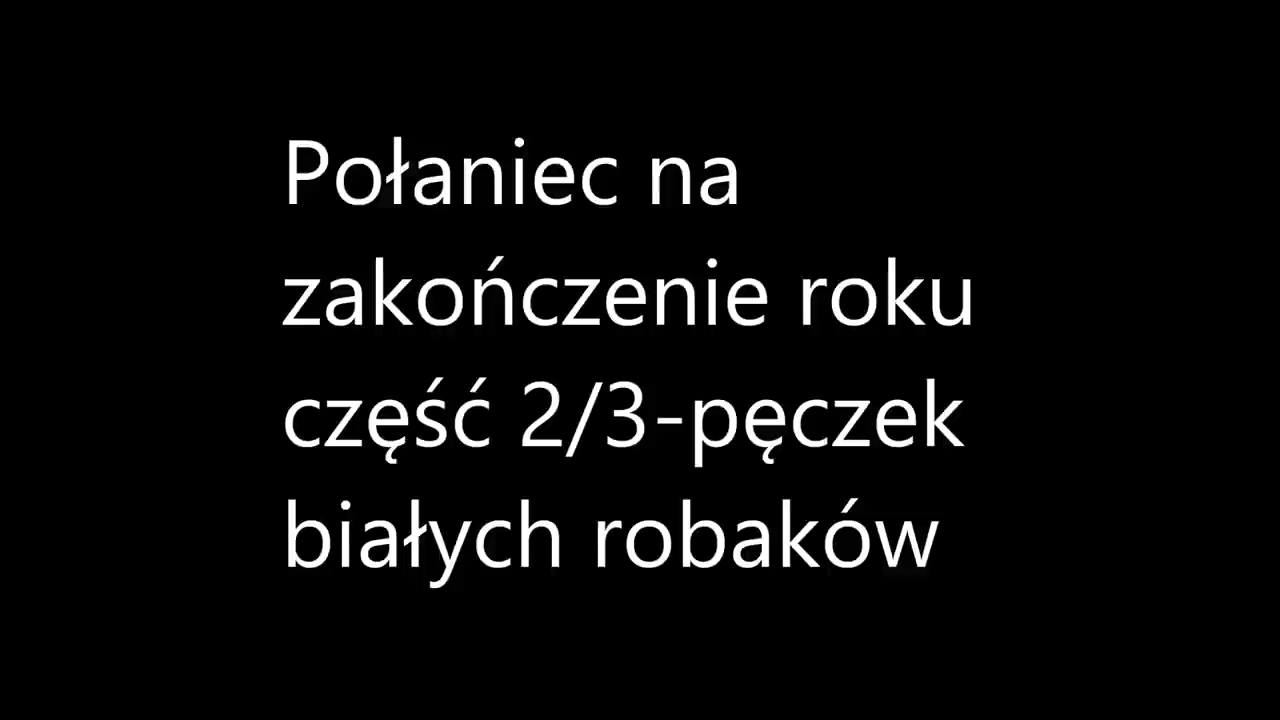 Połaniec na
zakończenie roku
część 2/3-pęczek
białych robaków